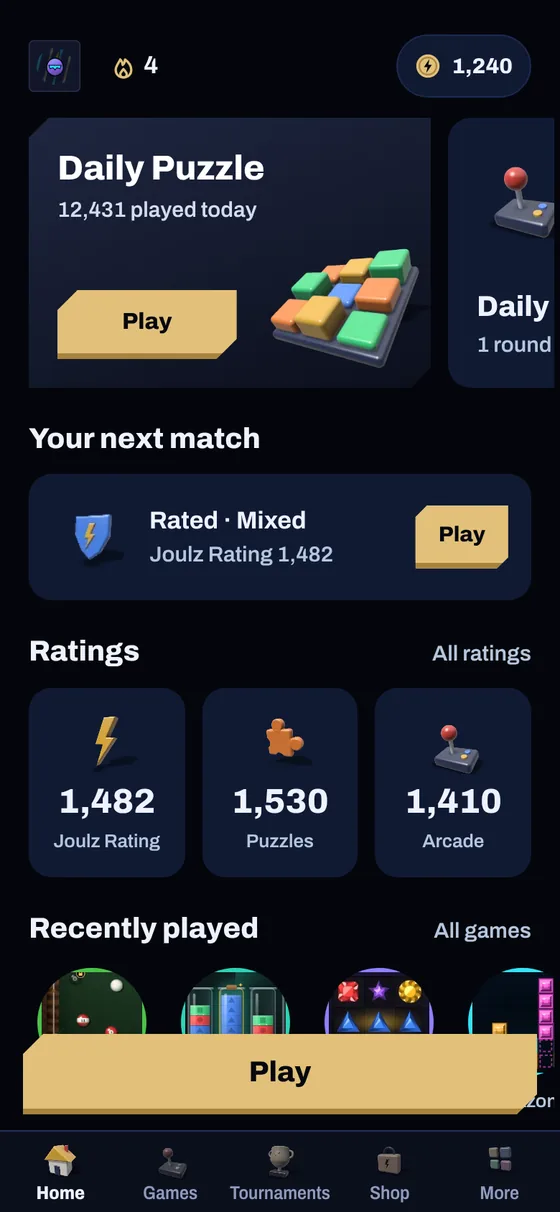 4
1,240
Daily Puzzle
12,431 played today
Play
Daily
1 round
Your next match
Rated · Mixed
Joulz Rating 1,482
Play
Ratings
All ratings
1,482
Joulz Rating
1,530
Puzzles
1,410
Arcade
Recently played
All games
Play
Home
Games
Tournaments
Shop
More